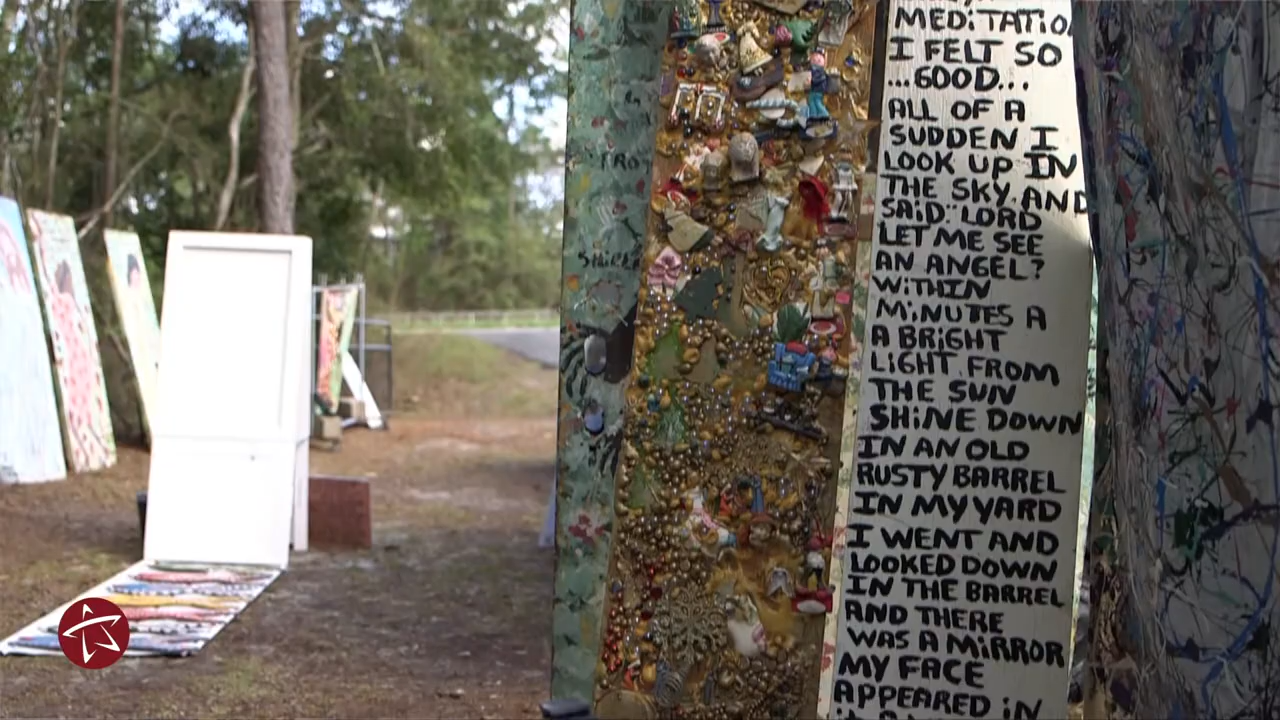 MEDITATIO
I FELT SO
...GOOD...
ALL OF A
SUDDEN I
LOOK UP IN
THE SKY AND
SAID: LORD
LET ME SEE
AN ANGEL?
WITHIN
MINUTES A
A BRIGHT
LIGHT FROM
THE SUN
SHINE DOWN
IN AN OLD
RUSTY BARREL
IN MY YARD
I WENT AND
LOOKED DOWN
IN THE BARREL
AND THERE
WAS A MIRROR
MY FACE
APPEARED IN